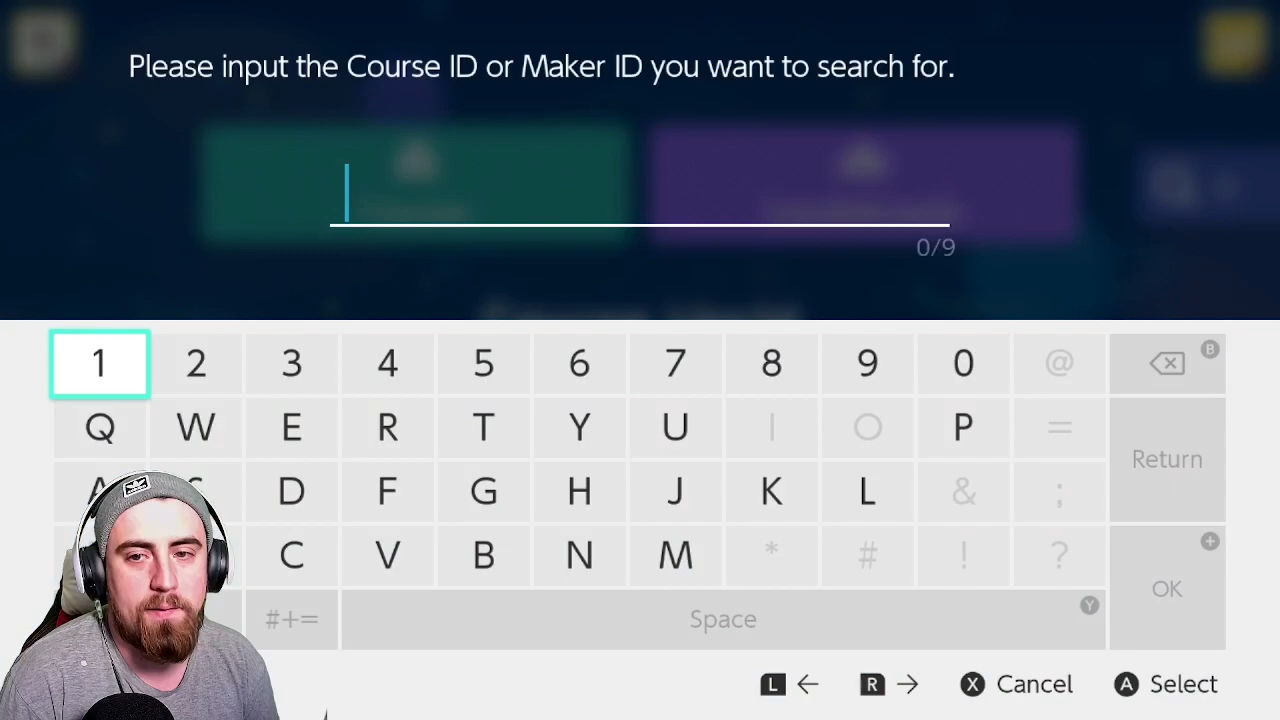 Please input the Course ID or Maker ID you want to search for.
0/9
1 2 3 4 5 6 7 8 9 0 @ B
Q W E R T Y U I O P =
Return
D F G H J K L & ;
C V B N M * # ! ? +
OK
#+= Space Y
L ← R → X Cancel A Select